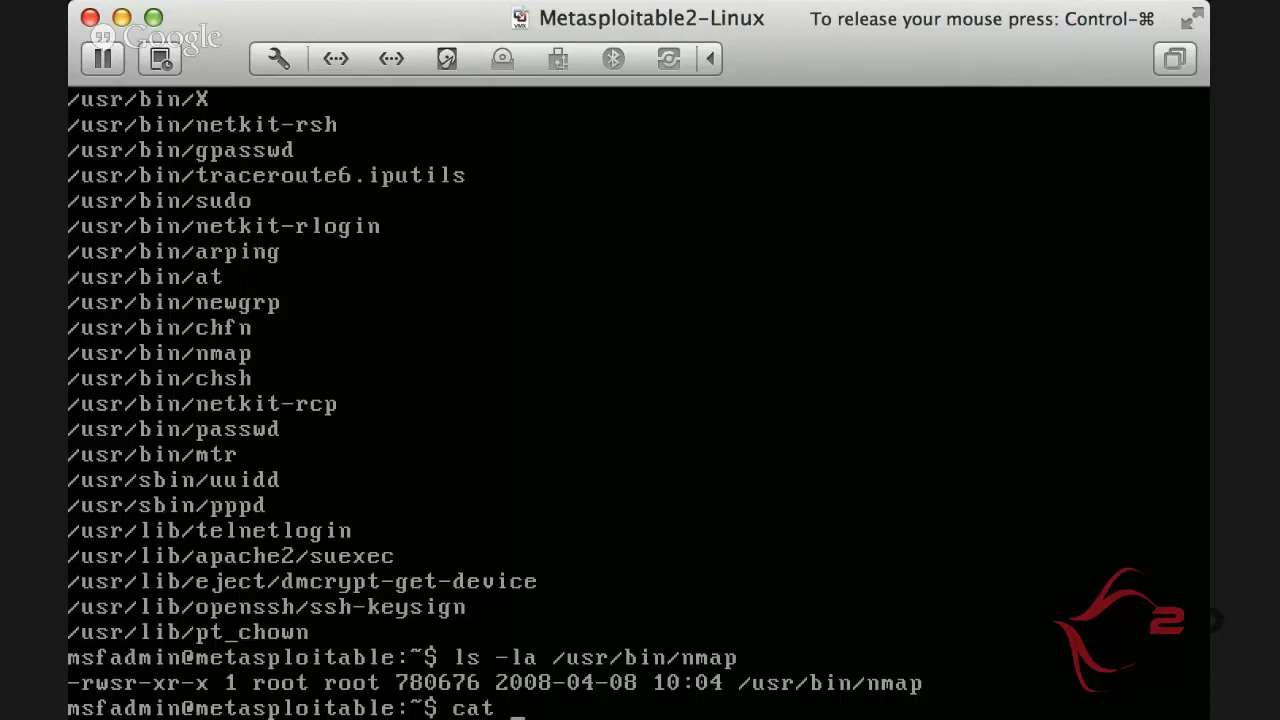 Metasploitable2-Linux
To release your mouse press: Control-⌘
Google
/usr/bin/X
/usr/bin/netkit-rsh
/usr/bin/gpasswd
/usr/bin/traceroute6.iputils
/usr/bin/sudo
/usr/bin/netkit-rlogin
/usr/bin/arping
/usr/bin/at
/usr/bin/newgrp
/usr/bin/chfn
/usr/bin/nmap
/usr/bin/chsh
/usr/bin/netkit-rcp
/usr/bin/passwd
/usr/bin/mtr
/usr/sbin/uuidd
/usr/sbin/pppd
/usr/lib/telnetlogin
/usr/lib/apache2/suexec
/usr/lib/eject/dmcrypt-get-device
/usr/lib/openssh/ssh-keysign
/usr/lib/pt_chown
msfadmin@metasploitable:~$ ls -la /usr/bin/nmap
-rwsr-xr-x 1 root root 780676 2008-04-08 10:04 /usr/bin/nmap
msfadmin@metasploitable:~$ cat _
2